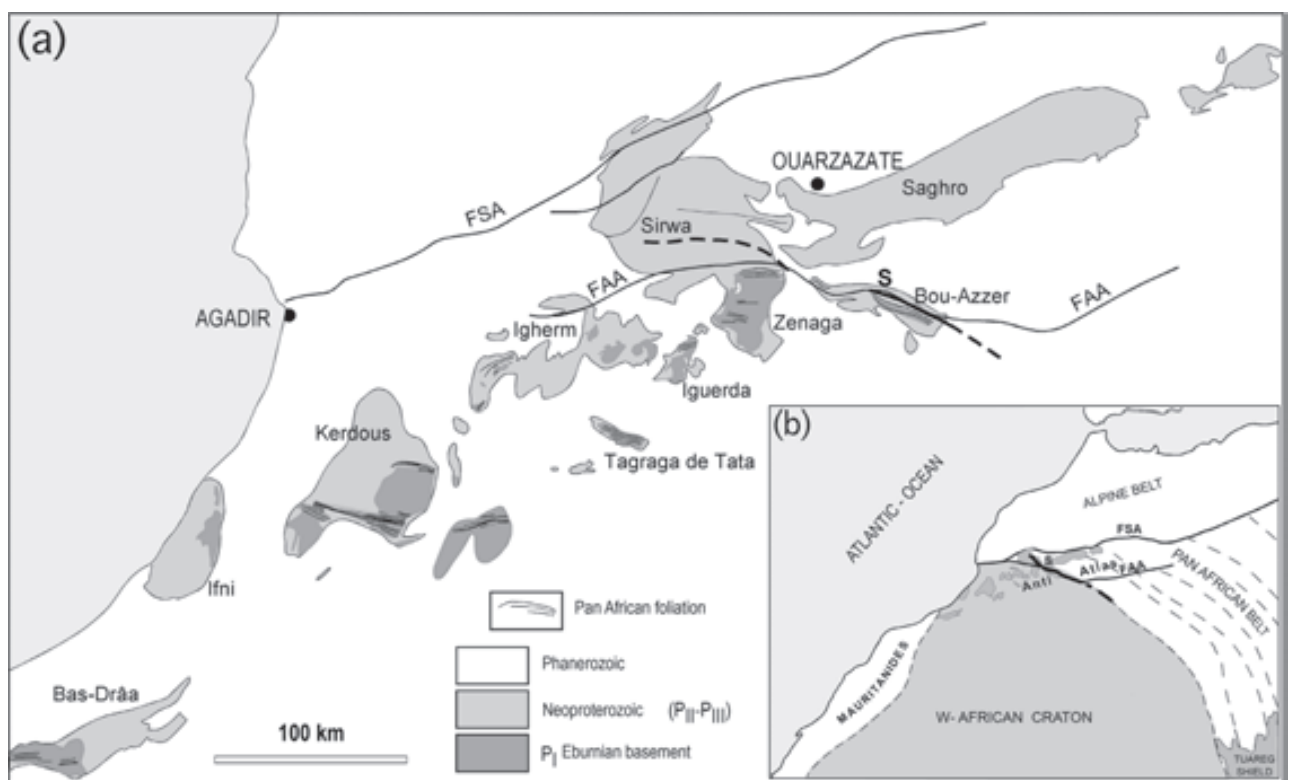 (a)
OUARZAZATE
Saghro
FSA
Sirwa
S
FAA
Bou-Azzer
FAA
AGADIR
Igherm
Zenaga
Iguerda
Kerdous
Tagraga de Tata
Ifni
Bas-Drâa
100 km
Pan African foliation
Phanerozoic
Neoproterozoic (PII-PIII)
PI Eburnian basement
(b)
ATLANTIC - OCEAN
ALPINE BELT
FSA
S
Anti Atlas
FAA
PAN AFRICAN BELT
MAURITANIDES
W- AFRICAN CRATON
TUAREG
SHIELD